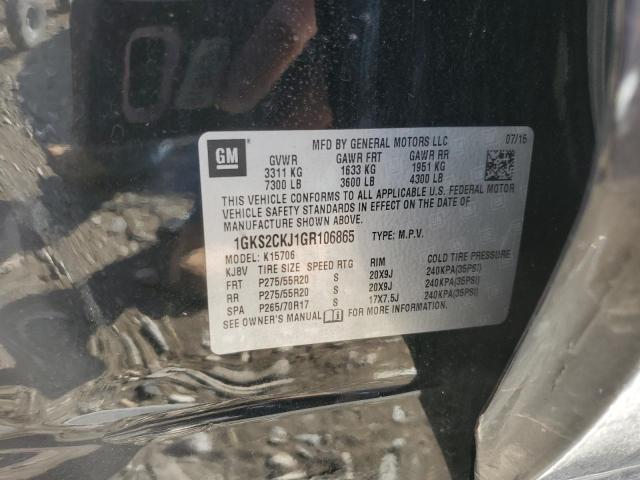 GM
MFD BY GENERAL MOTORS LLC 07/15
GVWR GAWR FRT GAWR RR
3311 KG 1633 KG 1951 KG
7300 LB 3600 LB 4300 LB
THIS VEHICLE CONFORMS TO ALL APPLICABLE U.S. FEDERAL MOTOR
VEHICLE SAFETY STANDARDS IN EFFECT ON THE DATE OF
MANUFACTURE SHOWN ABOVE.
1GKS2CKJ1GR106865 TYPE: M.P.V.
MODEL: K15706
KJ8V TIRE SIZE SPEED RTG RIM COLD TIRE PRESSURE
FRT P275/55R20 S 20X9J 240KPA(35PSI)
RR P275/55R20 S 20X9J 240KPA(35PSI)
SPA P265/70R17 S 17X7.5J 240KPA(35PSI)
SEE OWNER'S MANUAL FOR MORE INFORMATION.